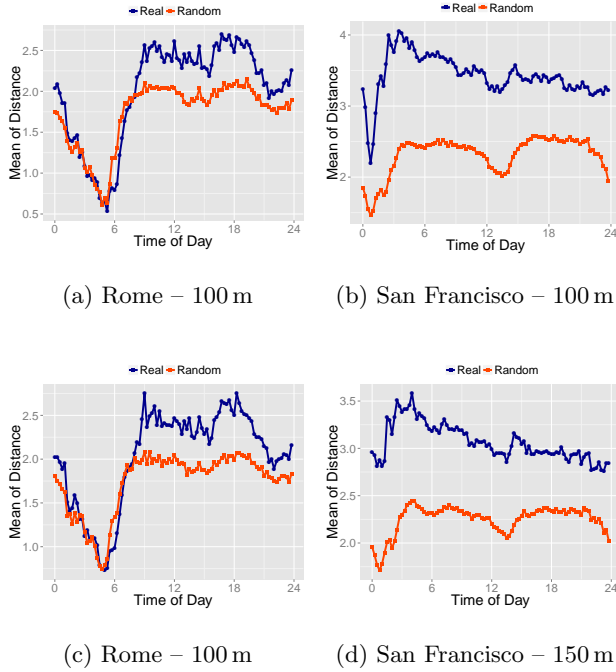 Real Random
Mean of Distance
2.5
2.0
1.5
1.0
0.5
0 6 12 18 24
Time of Day
(a) Rome – 100 m
Real Random
Mean of Distance
4
3
2
0 6 12 18 24
Time of Day
(b) San Francisco – 100 m
Real Random
Mean of Distance
2.5
2.0
1.5
1.0
0 6 12 18 24
Time of Day
(c) Rome – 100 m
Real Random
Mean of Distance
3.5
3.0
2.5
2.0
0 6 12 18 24
Time of Day
(d) San Francisco – 150 m